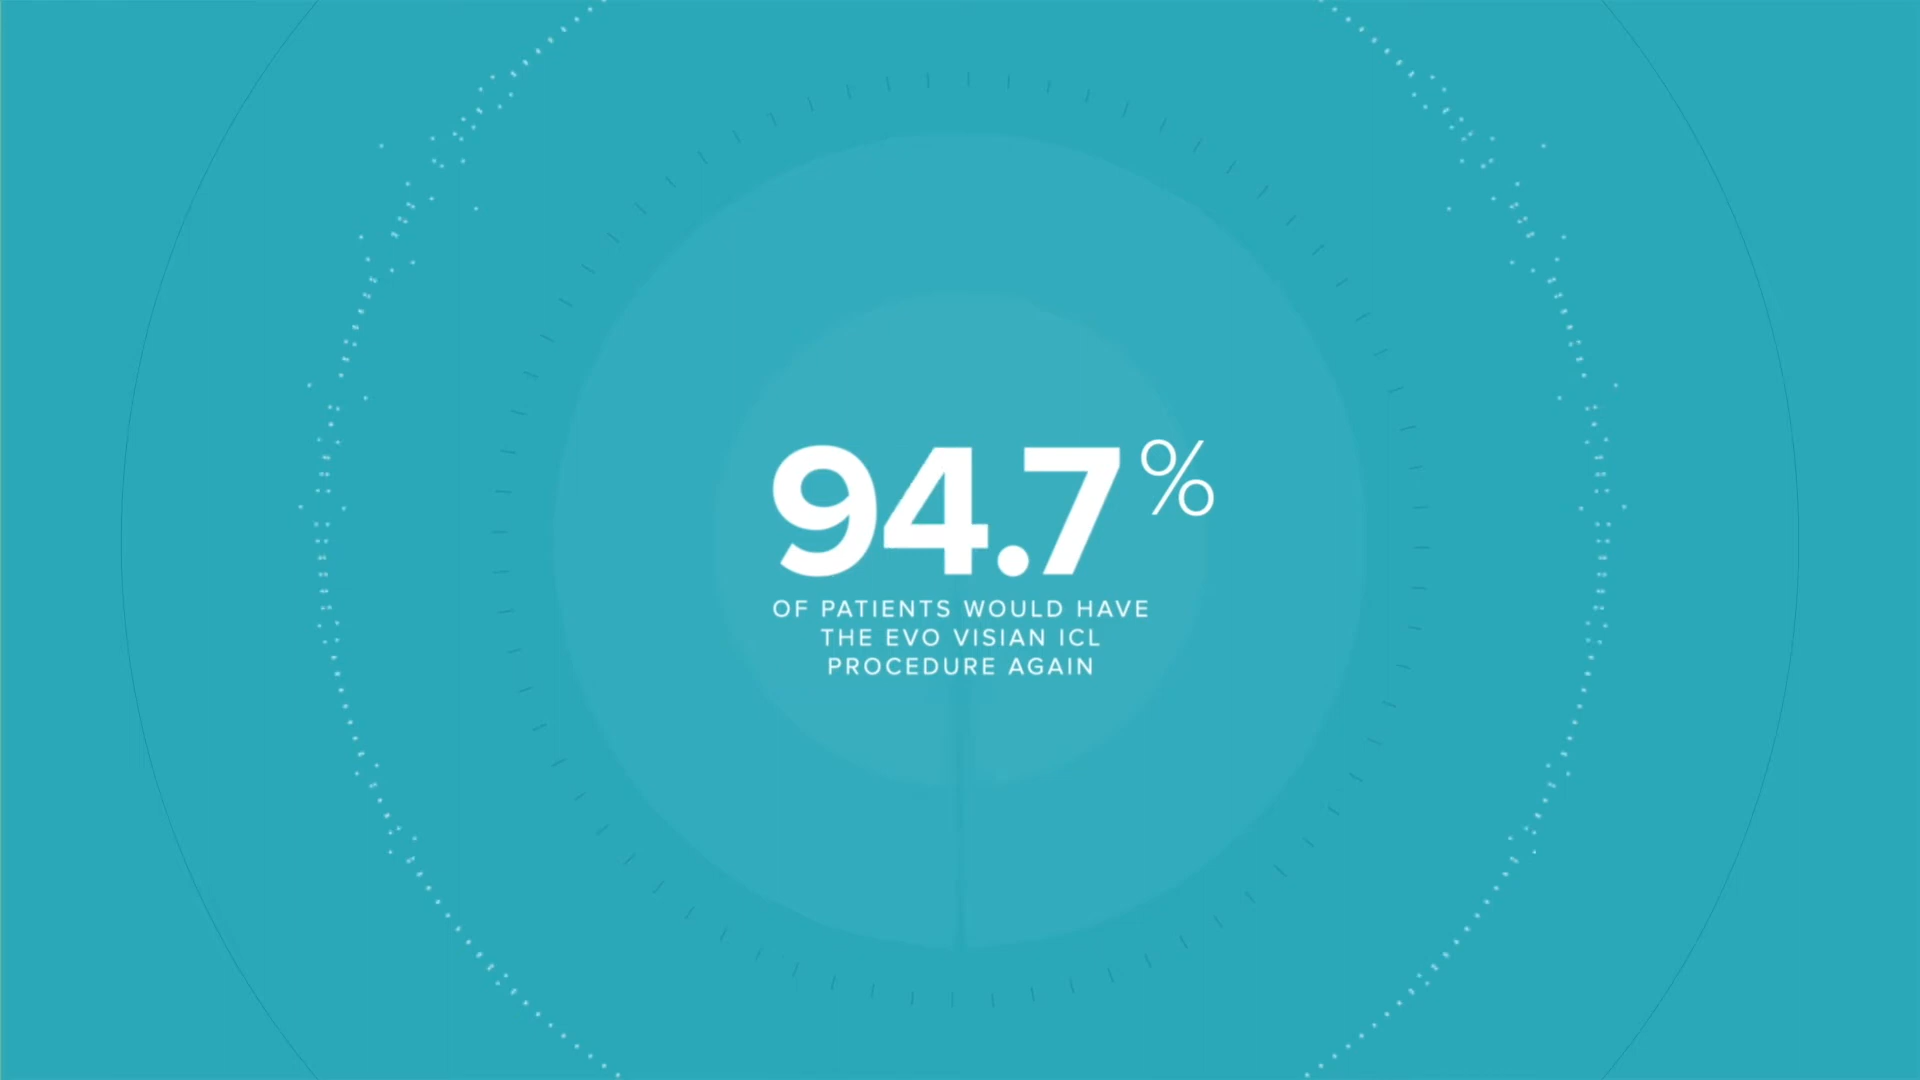 94.7%
OF PATIENTS WOULD HAVE
THE EVO VISIAN ICL
PROCEDURE AGAIN